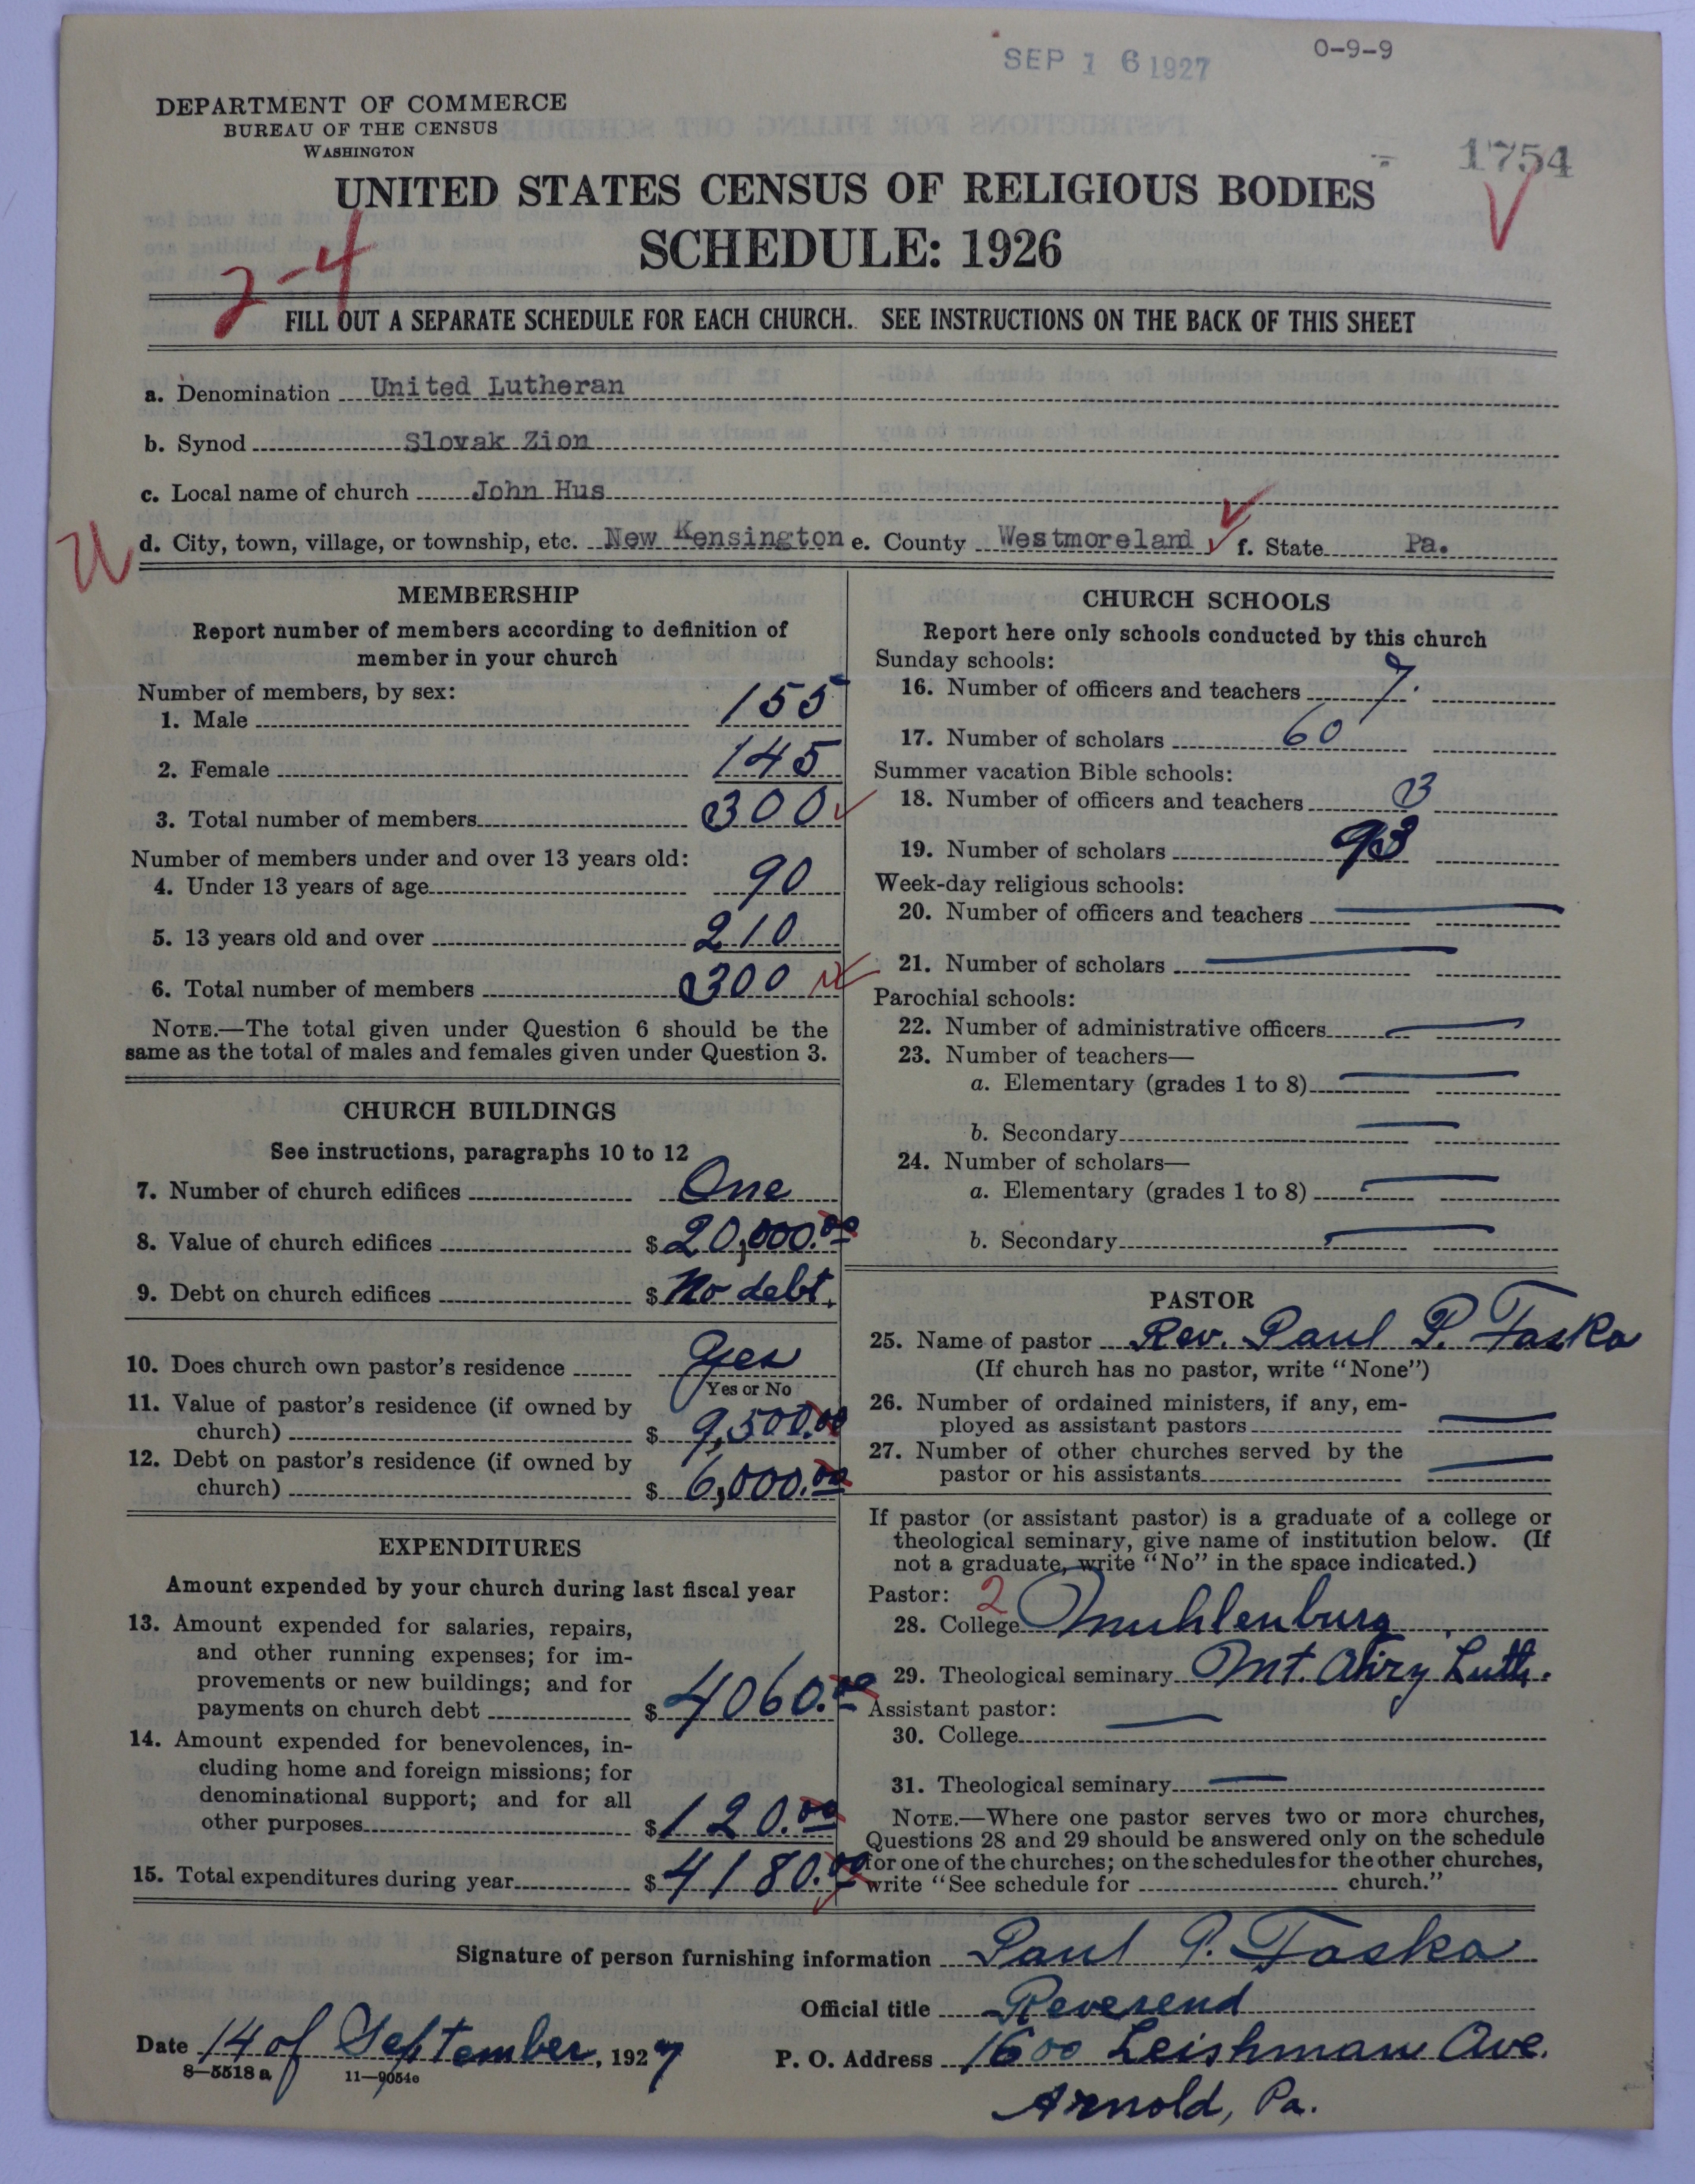 SEP 16 1927
0-9-9
DEPARTMENT OF COMMERCE
BUREAU OF THE CENSUS
WASHINGTON
1754
UNITED STATES CENSUS OF RELIGIOUS BODIES
SCHEDULE: 1926
2-4
FILL OUT A SEPARATE SCHEDULE FOR EACH CHURCH. SEE INSTRUCTIONS ON THE BACK OF THIS SHEET
a. Denomination United Lutheran
b. Synod Slovak Zion
c. Local name of church John Hus
d. City, town, village, or township, etc. New Kensington e. County Westmoreland f. State Pa.
MEMBERSHIP
Report number of members according to definition of
member in your church
Number of members, by sex:
1. Male 155
2. Female 145
3. Total number of members 300
Number of members under and over 13 years old:
4. Under 13 years of age 90
5. 13 years old and over 210
6. Total number of members 300
NOTE.—The total given under Question 6 should be the
same as the total of males and females given under Question 3.
CHURCH BUILDINGS
See instructions, paragraphs 10 to 12
7. Number of church edifices One
8. Value of church edifices $20,000.00
9. Debt on church edifices $ No debt.
10. Does church own pastor's residence Yes
Yes or No
11. Value of pastor's residence (if owned by
church) $ 9,500.00
12. Debt on pastor's residence (if owned by
church) $ 6,000.00
EXPENDITURES
Amount expended by your church during last fiscal year
13. Amount expended for salaries, repairs,
and other running expenses; for im-
provements or new buildings; and for
payments on church debt $4060.00
14. Amount expended for benevolences, in-
cluding home and foreign missions; for
denominational support; and for all
other purposes $120.00
15. Total expenditures during year $4180.00
CHURCH SCHOOLS
Report here only schools conducted by this church
Sunday schools:
16. Number of officers and teachers 7.
17. Number of scholars 60
Summer vacation Bible schools:
18. Number of officers and teachers 3
19. Number of scholars 93
Week-day religious schools:
20. Number of officers and teachers
21. Number of scholars
Parochial schools:
22. Number of administrative officers
23. Number of teachers—
a. Elementary (grades 1 to 8)
b. Secondary
24. Number of scholars—
a. Elementary (grades 1 to 8)
b. Secondary
PASTOR
25. Name of pastor Rev. Paul P. Taska
(If church has no pastor, write "None")
26. Number of ordained ministers, if any, em-
ployed as assistant pastors
27. Number of other churches served by the
pastor or his assistants
If pastor (or assistant pastor) is a graduate of a college or
theological seminary, give name of institution below. (If
not a graduate, write "No" in the space indicated.)
Pastor: 2
28. College Muhlenburg
29. Theological seminary Mt. Airy Luth.
Assistant pastor:
30. College
31. Theological seminary
NOTE.—Where one pastor serves two or more churches,
Questions 28 and 29 should be answered only on the schedule
for one of the churches; on the schedules for the other churches,
write "See schedule for church."
Signature of person furnishing information Paul P. Taska
Official title Reverend
Date 14 of September, 1927
P. O. Address 1600 Leishman Ave.
Arnold, Pa.
8-5518 a
11-9054e